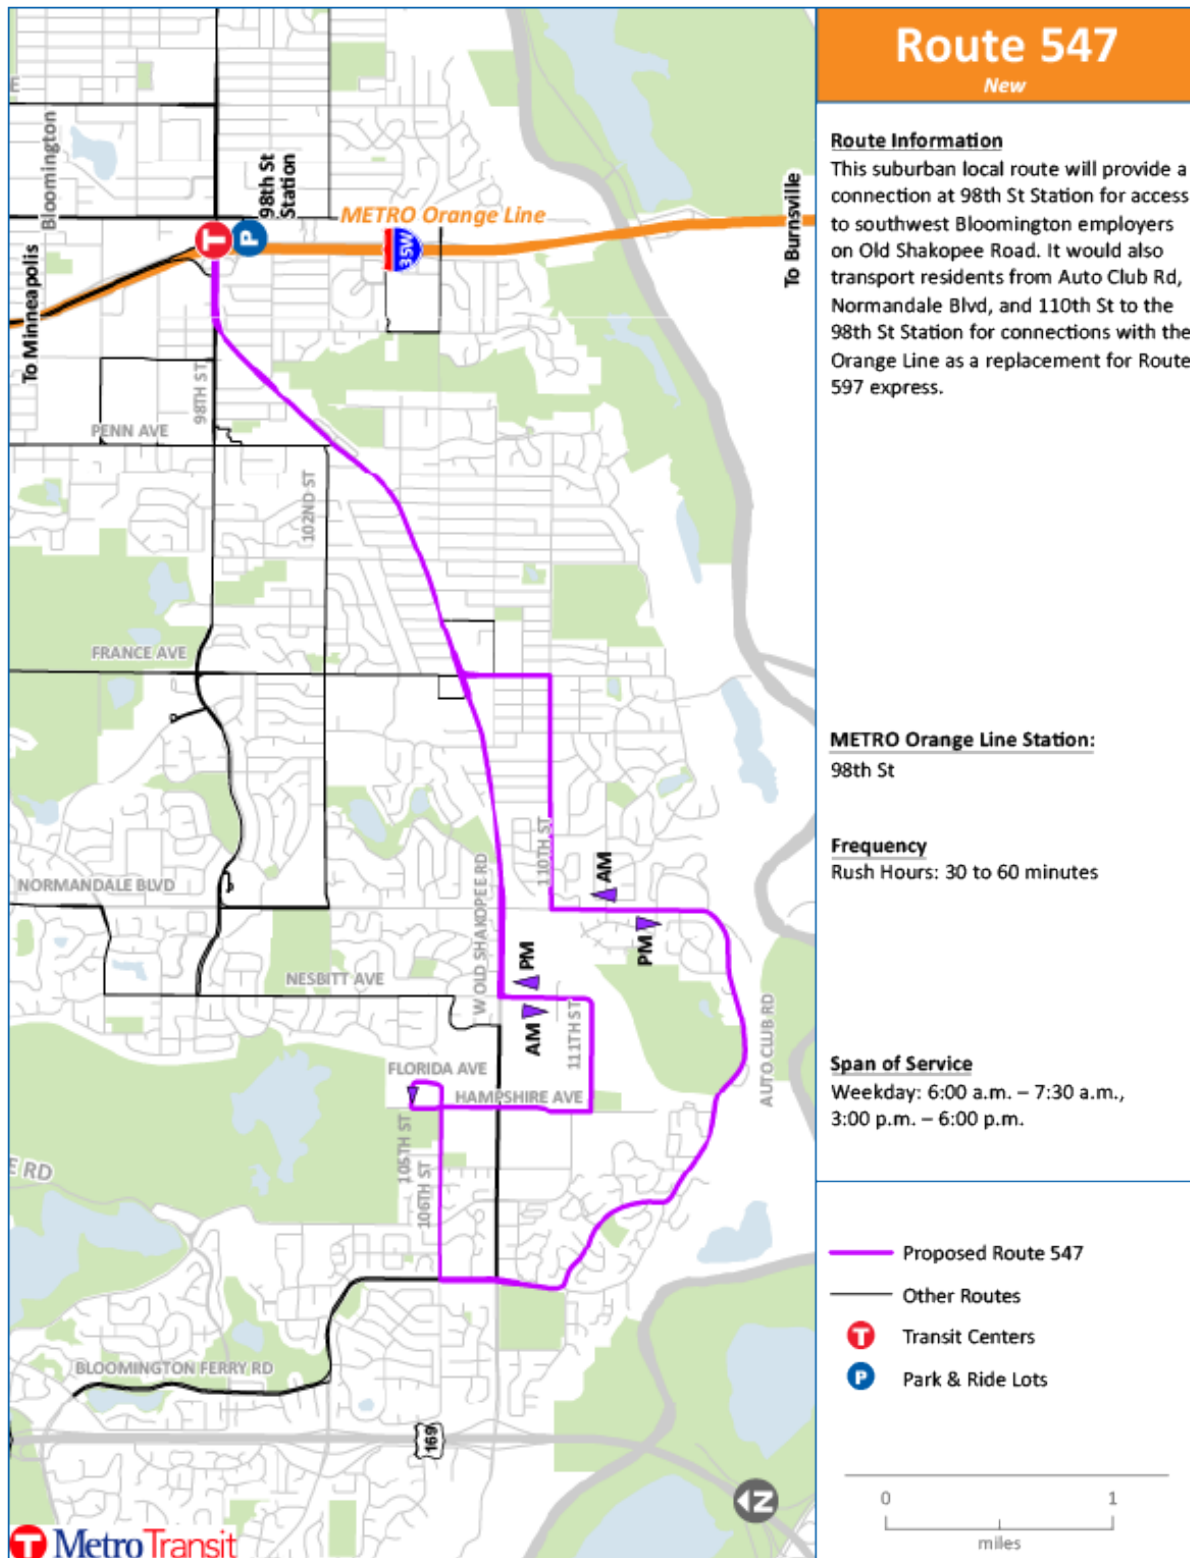 Route 547
New
Route Information
This suburban local route will provide a
connection at 98th St Station for access
to southwest Bloomington employers
on Old Shakopee Road. It would also
transport residents from Auto Club Rd,
Normandale Blvd, and 110th St to the
98th St Station for connections with the
Orange Line as a replacement for Route
597 express.
METRO Orange Line Station:
98th St
Frequency
Rush Hours: 30 to 60 minutes
Span of Service
Weekday: 6:00 a.m. – 7:30 a.m.,
3:00 p.m. – 6:00 p.m.
Proposed Route 547
Other Routes
T
Transit Centers
P
Park & Ride Lots
0 1
miles
E
Bloomington
98th St
Station
METRO Orange Line
T
P
35W
To Burnsville
To Minneapolis
98TH ST
PENN AVE
102ND ST
FRANCE AVE
110TH ST
W OLD SHAKOPEE RD
NORMANDALE BLVD
AM
PM
PM
AM
NESBITT AVE
111TH ST
AUTO CLUB RD
FLORIDA AVE
HAMPSHIRE AVE
105TH ST
106TH ST
E RD
BLOOMINGTON FERRY RD
169
N
T MetroTransit